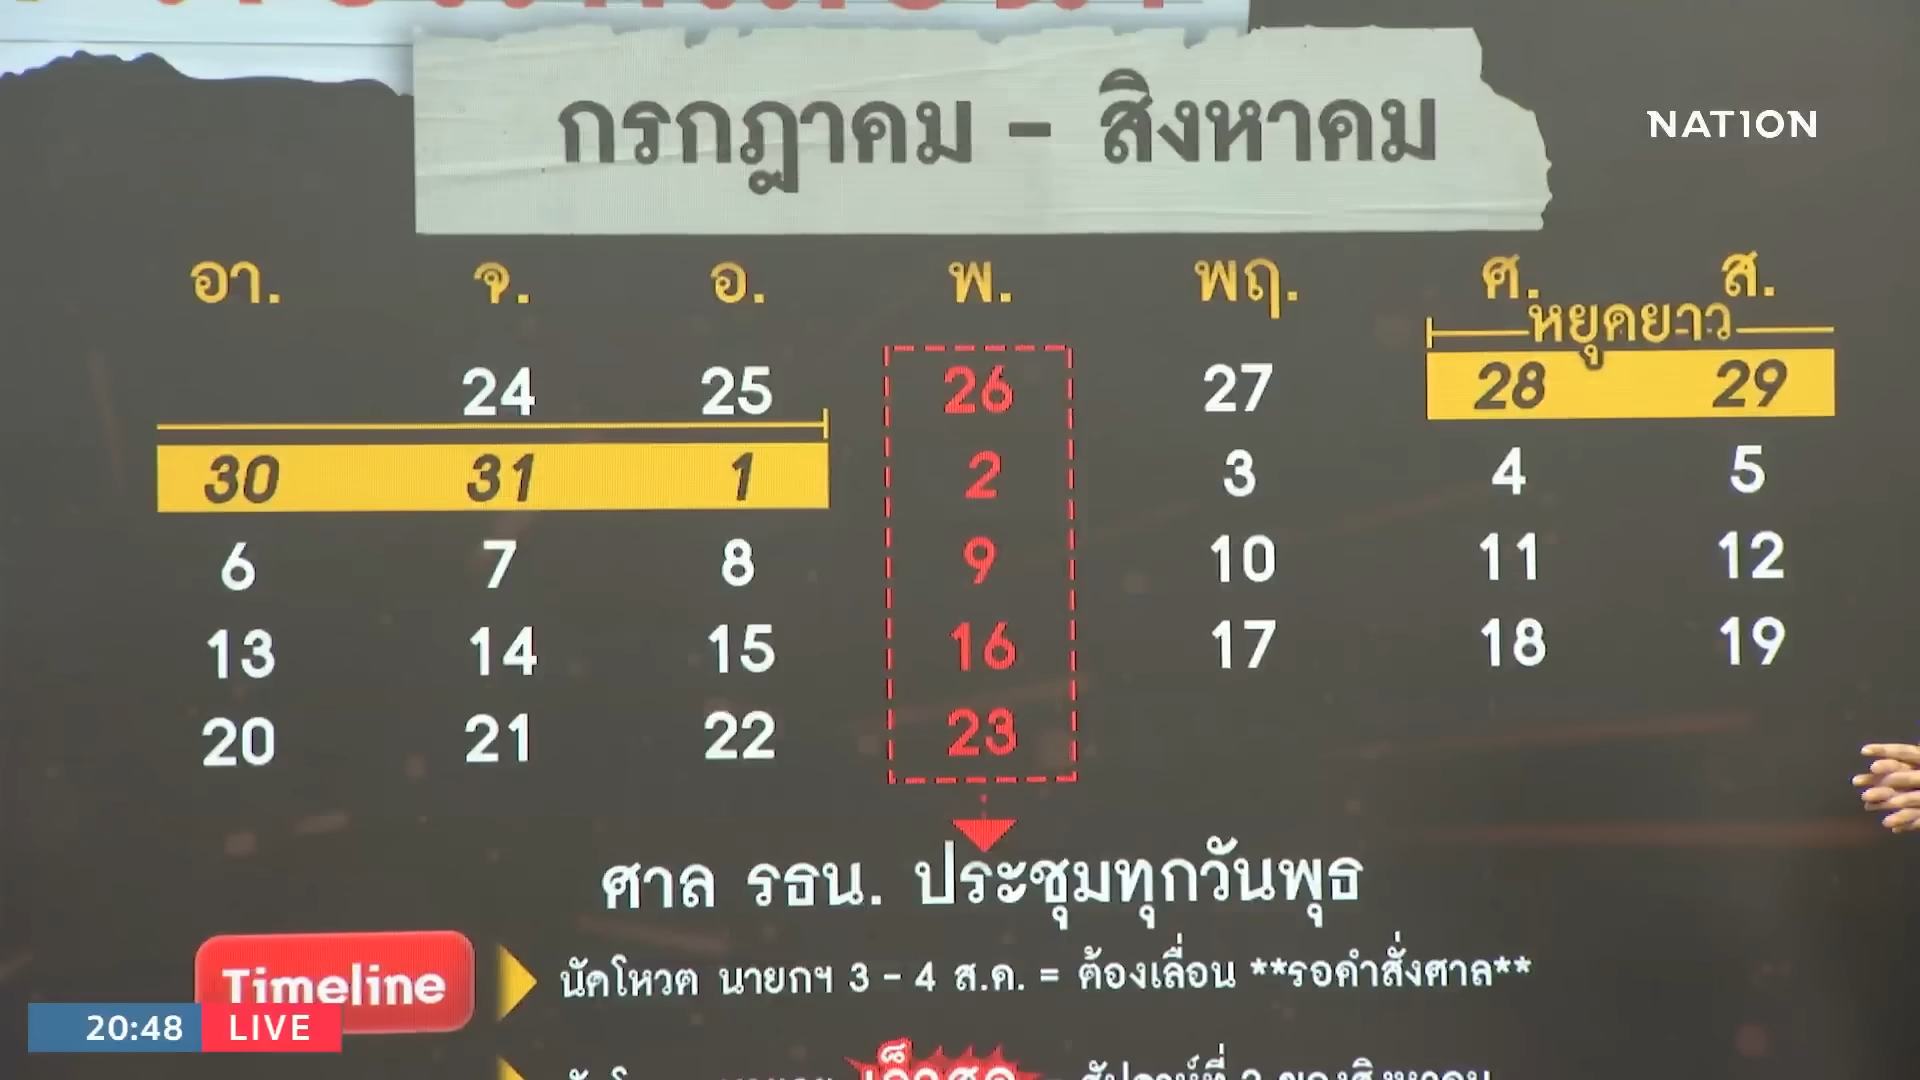 กรกฎาคม - สิงหาคม
NATION
อา. จ. อ. พ. พฤ. ศ. ส.
หยุดยาว
24 25 26 27 28 29
30 31 1 2 3 4 5
6 7 8 9 10 11 12
13 14 15 16 17 18 19
20 21 22 23
ศาล รธน. ประชุมทุกวันพุธ
Timeline
นัดโหวต นายกฯ 3 - 4 ส.ค. = ต้องเลื่อน **รอคำสั่งศาล**
20:48 LIVE